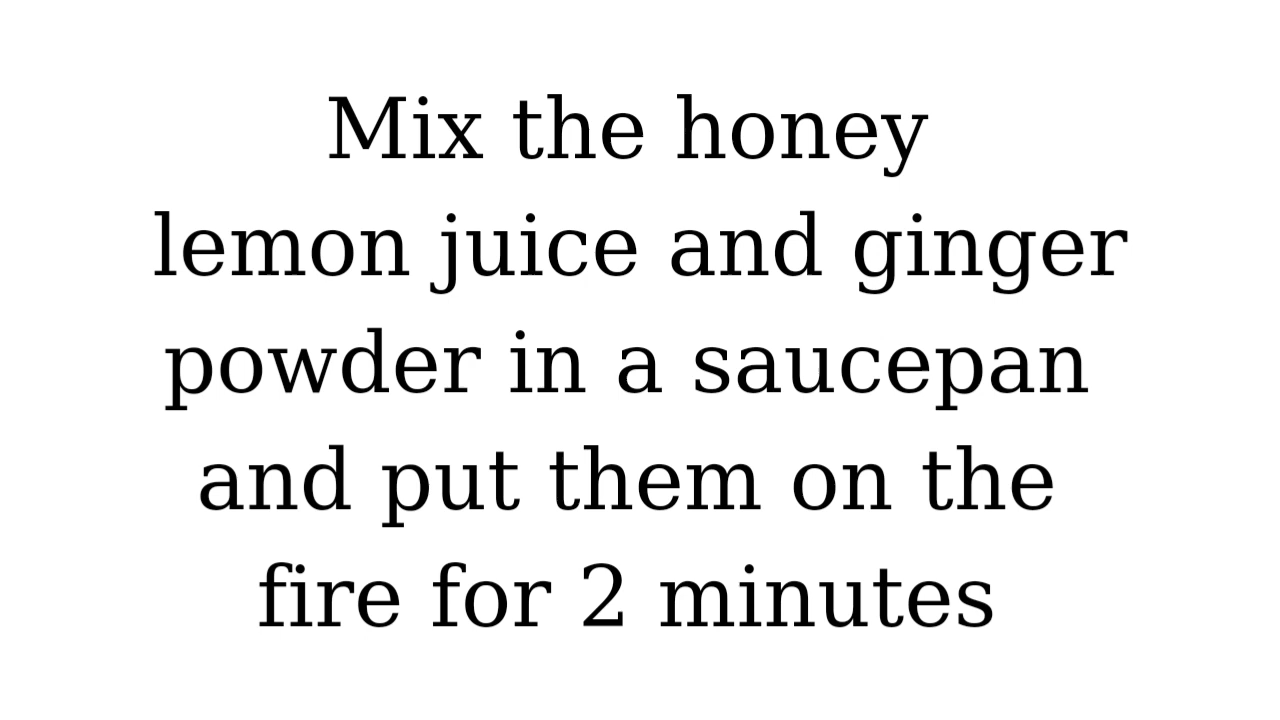 Mix the honey
lemon juice and ginger
powder in a saucepan
and put them on the
fire for 2 minutes